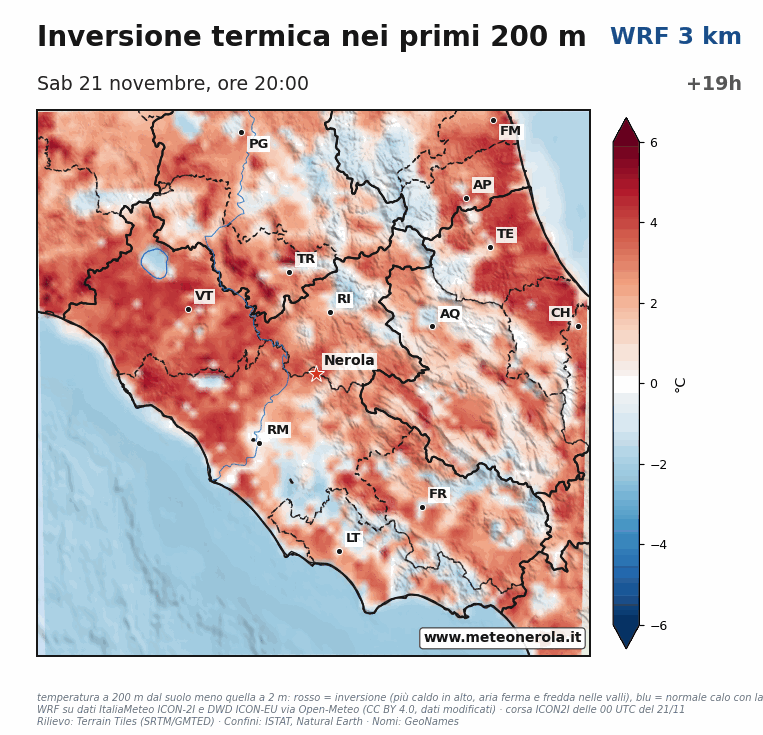 Inversione termica nei primi 200 m WRF 3 km
Sab 21 novembre, ore 20:00 +19h
FM
PG
AP
TE
TR
VT
RI
AQ
CH
Nerola
RM
FR
LT
www.meteonerola.it
6
4
2
0
−2
−4
−6
°C
temperatura a 200 m dal suolo meno quella a 2 m: rosso = inversione (più caldo in alto, aria ferma e fredda nelle valli), blu = normale calo con la
WRF su dati ItaliaMeteo ICON-2I e DWD ICON-EU via Open-Meteo (CC BY 4.0, dati modificati) · corsa ICON2I delle 00 UTC del 21/11
Rilievo: Terrain Tiles (SRTM/GMTED) · Confini: ISTAT, Natural Earth · Nomi: GeoNames